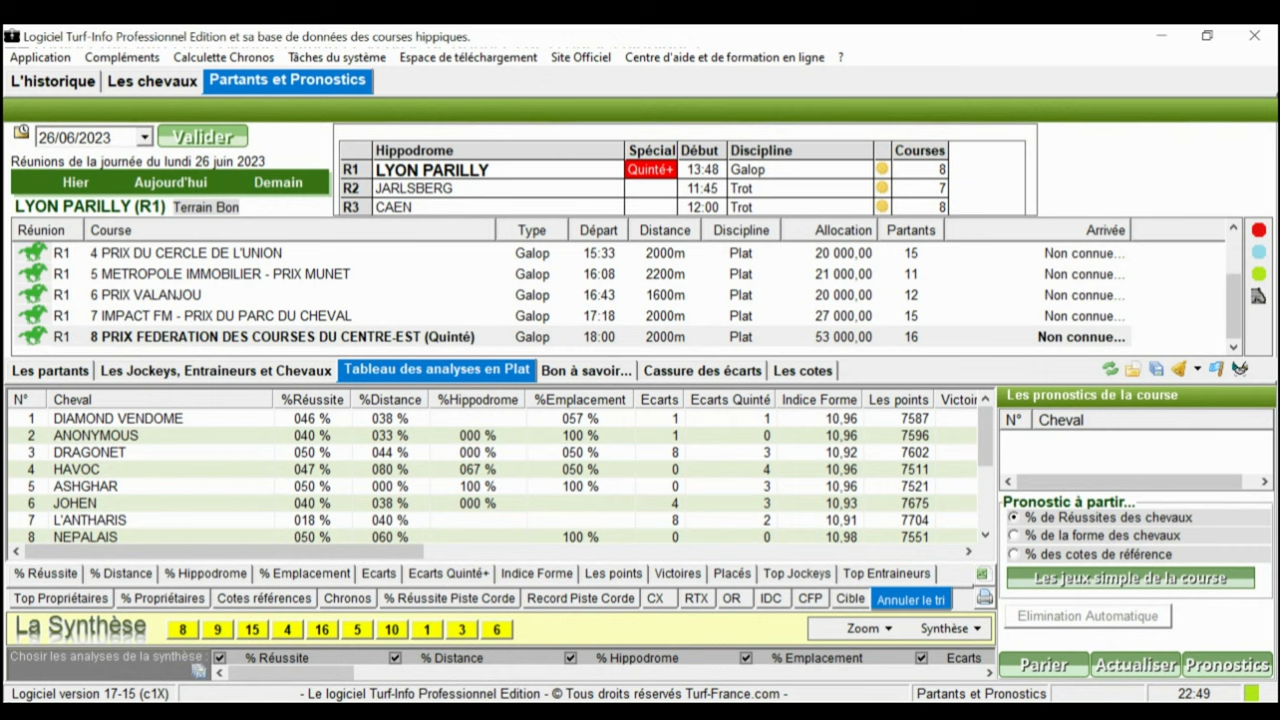 Logiciel Turf-Info Professionnel Edition et sa base de données des courses hippiques.
Application Compléments Calculette Chronos Tâches du système Espace de téléchargement Site Officiel Centre d'aide et de formation en ligne ?
L'historique Les chevaux Partants et Pronostics
26/06/2023 Valider
Réunions de la journée du lundi 26 juin 2023
Hier Aujourd'hui Demain
LYON PARILLY (R1) Terrain Bon
Hippodrome Spécial Début Discipline Courses
R1 LYON PARILLY Quinté+ 13:48 Galop 8
R2 JARLSBERG 11:45 Trot 7
R3 CAEN 12:00 Trot 8
Réunion Course Type Départ Distance Discipline Allocation Partants Arrivée
R1 4 PRIX DU CERCLE DE L'UNION Galop 15:33 2000m Plat 20 000,00 15 Non connue...
R1 5 METROPOLE IMMOBILIER - PRIX MUNET Galop 16:08 2200m Plat 21 000,00 11 Non connue...
R1 6 PRIX VALANJOU Galop 16:43 1600m Plat 20 000,00 12 Non connue...
R1 7 IMPACT FM - PRIX DU PARC DU CHEVAL Galop 17:18 2000m Plat 27 000,00 16 Non connue...
R1 8 PRIX FEDERATION DES COURSES DU CENTRE-EST (Quinté) Galop 18:00 2000m Plat 53 000,00 16 Non connue...
Les partants Les Jockeys, Entraineurs et Chevaux Tableau des analyses en Plat Bon à savoir... Cassure des écarts Les cotes
N° Cheval %Réussite %Distance %Hippodrome %Emplacement Ecarts Ecarts Quinté Indice Forme Les points Victoir
1 DIAMOND VENDOME 046 % 038 % 057 % 1 1 10,96 7587
2 ANONYMOUS 040 % 033 % 000 % 100 % 1 0 10,96 7596
3 DRAGONET 050 % 044 % 000 % 050 % 8 3 10,92 7602
4 HAVOC 047 % 080 % 067 % 050 % 0 4 10,96 7511
5 ASHGHAR 050 % 000 % 100 % 100 % 0 3 10,96 7521
6 JOHEN 040 % 038 % 000 % 4 3 10,93 7675
7 L'ANTHARIS 018 % 040 % 8 2 10,91 7704
8 NEPALAIS 050 % 060 % 100 % 0 0 10,98 7551
Les pronostics de la course
N° Cheval
Pronostic à partir...
% de Réussites des chevaux
% de la forme des chevaux
% des cotes de référence
Les jeux simple de la course
Elimination Automatique
Parier Actualiser Pronostics
% Réussite % Distance % Hippodrome % Emplacement Ecarts Ecarts Quinté+ Indice Forme Les points Victoires Placés Top Jockeys Top Entraineurs
Top Propriétaires % Propriétaires Cotes références Chronos % Réussite Piste Corde Record Piste Corde CX RTX OR IDC CFP Cible Annuler le tri
La Synthèse 8 9 15 4 16 5 10 1 3 6 Zoom Synthèse
Chosir les analyses de la synthèse : % Réussite % Distance % Hippodrome % Emplacement Ecarts
Logiciel version 17-15 (c1X) - Le logiciel Turf-Info Professionnel Edition - © Tous droits réservés Turf-France.com - Partants et Pronostics 22:49